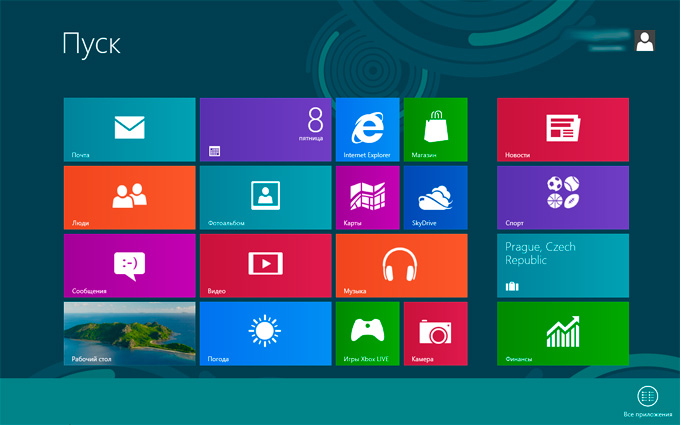 Пуск
Почта
8
пятница
Internet Explorer
Магазин
Новости
Люди
Фотоальбом
Карты
SkyDrive
Спорт
Сообщения
Видео
Музыка
Prague, Czech
Republic
Рабочий стол
Погода
Игры Xbox LIVE
Камера
Финансы
Все приложения